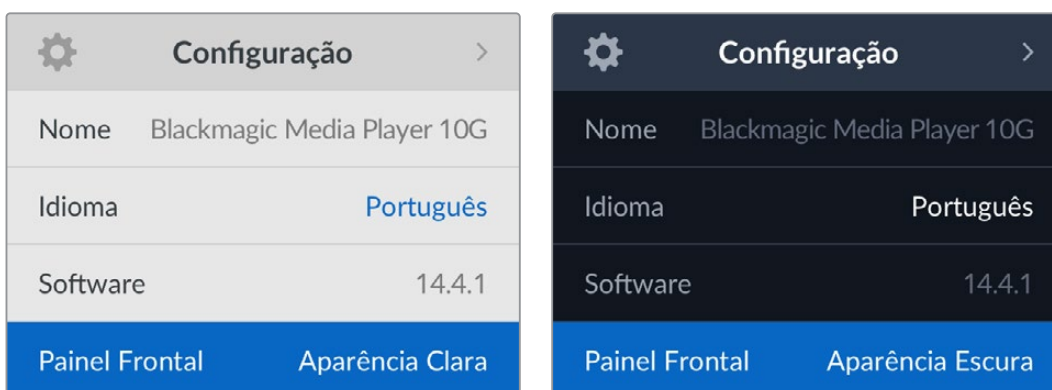 Configuração
Nome Blackmagic Media Player 10G
Idioma Português
Software 14.4.1
Painel Frontal Aparência Clara
Configuração
Nome Blackmagic Media Player 10G
Idioma Português
Software 14.4.1
Painel Frontal Aparência Escura